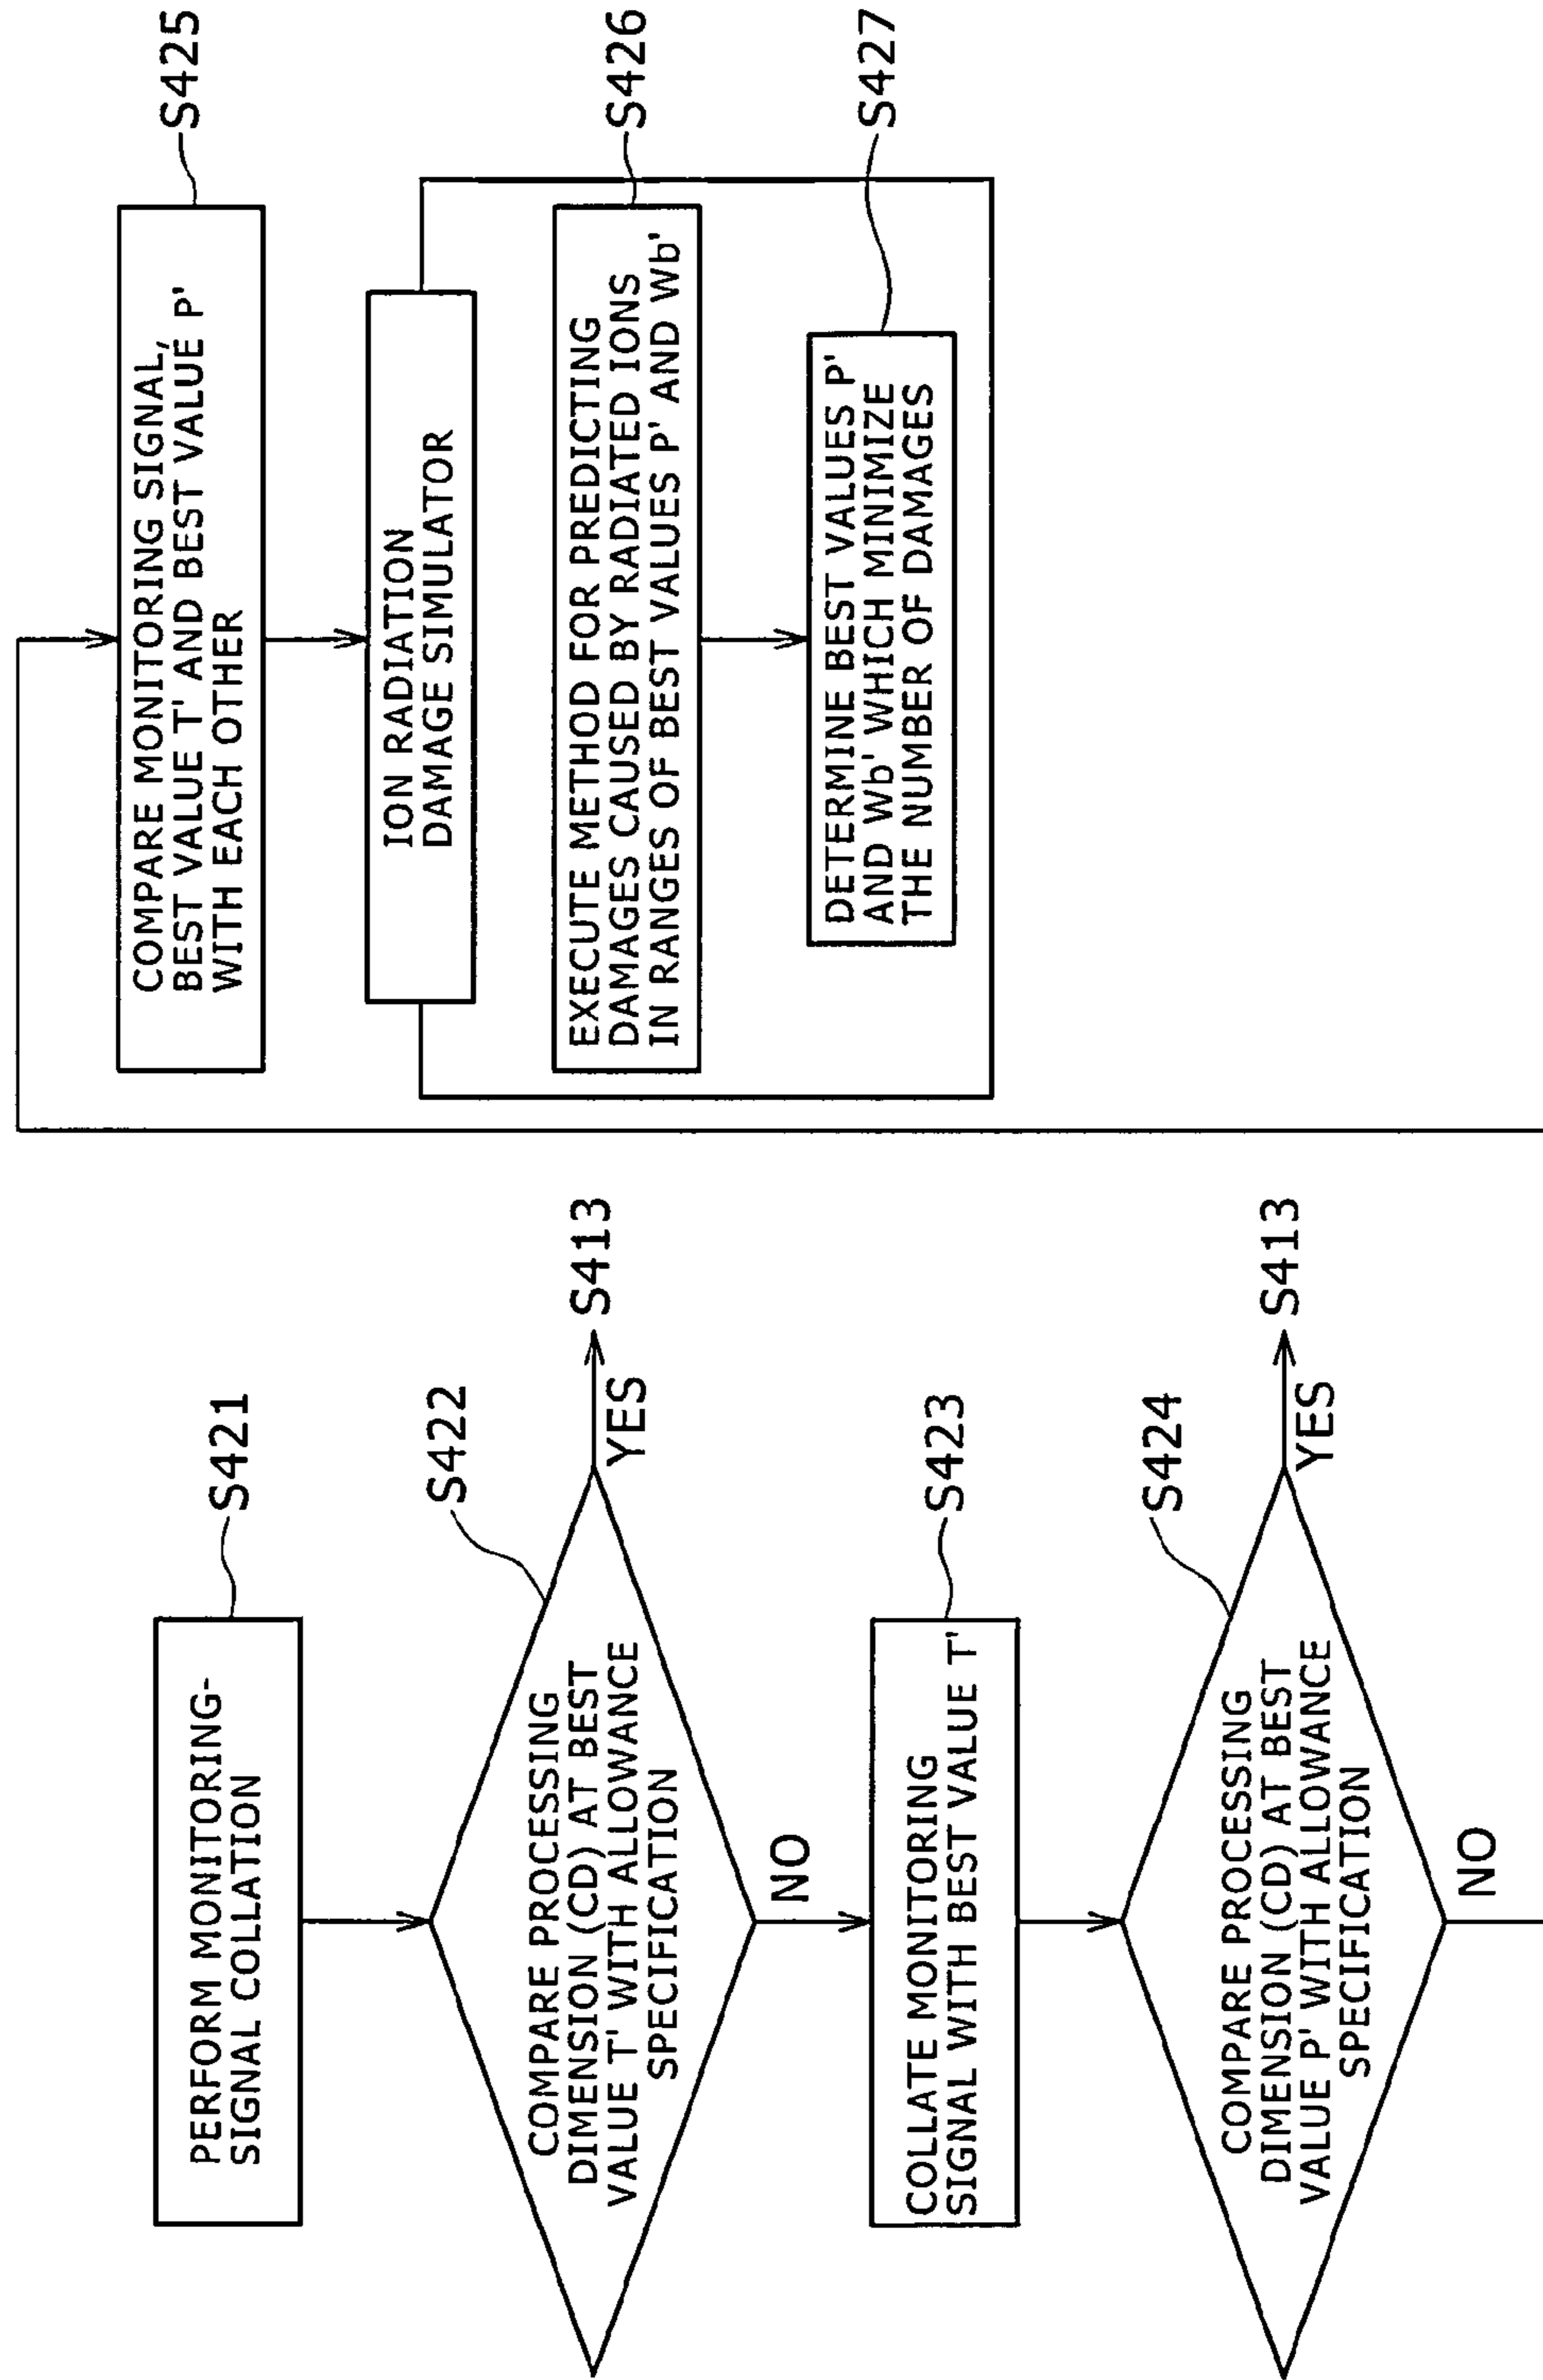 PERFORM MONITORING-
SIGNAL COLLATION
S421
COMPARE PROCESSING
DIMENSION (CD) AT BEST
VALUE T' WITH ALLOWANCE
SPECIFICATION
S422
YES
S413
NO
COLLATE MONITORING
SIGNAL WITH BEST VALUE T'
S423
COMPARE PROCESSING
DIMENSION (CD) AT BEST
VALUE P' WITH ALLOWANCE
SPECIFICATION
S424
YES
S413
NO
COMPARE MONITORING SIGNAL,
BEST VALUE T' AND BEST VALUE P'
WITH EACH OTHER
S425
ION RADIATION
DAMAGE SIMULATOR
EXECUTE METHOD FOR PREDICTING
DAMAGES CAUSED BY RADIATED IONS
IN RANGES OF BEST VALUES P' AND Wb'
S426
DETERMINE BEST VALUES P'
AND Wb' WHICH MINIMIZE
THE NUMBER OF DAMAGES
S427